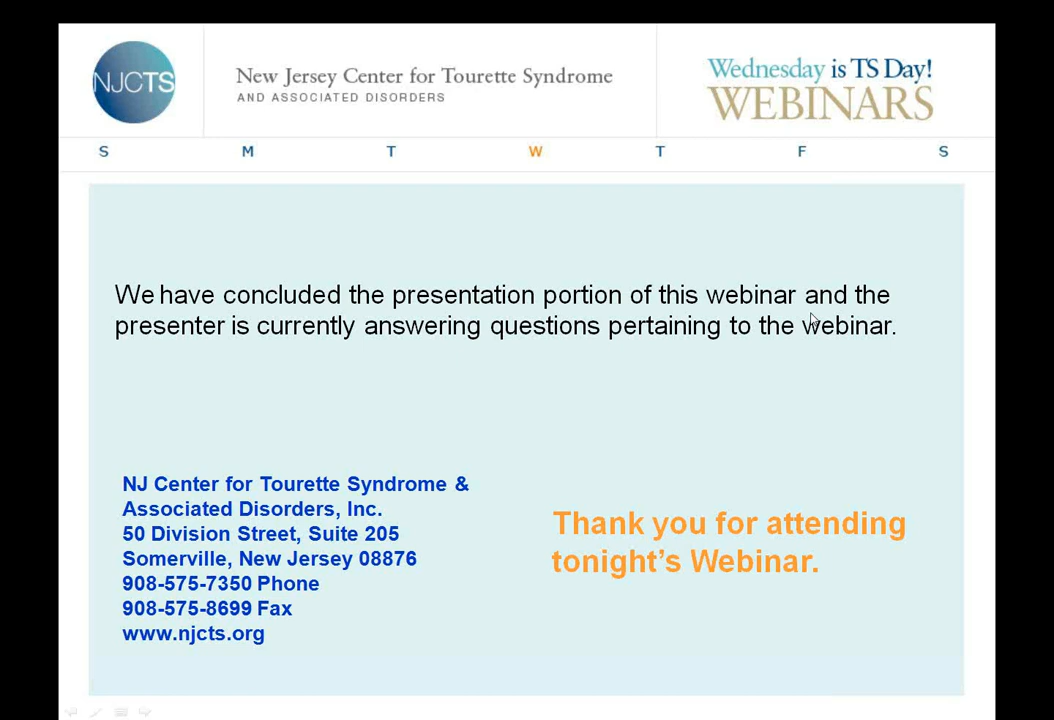 NJCTS
New Jersey Center for Tourette Syndrome
AND ASSOCIATED DISORDERS
Wednesday is TS Day!
WEBINARS
S M T W T F S
We have concluded the presentation portion of this webinar and the
presenter is currently answering questions pertaining to the webinar.
NJ Center for Tourette Syndrome &
Associated Disorders, Inc.
50 Division Street, Suite 205
Somerville, New Jersey 08876
908-575-7350 Phone
908-575-8699 Fax
www.njcts.org
Thank you for attending
tonight’s Webinar.